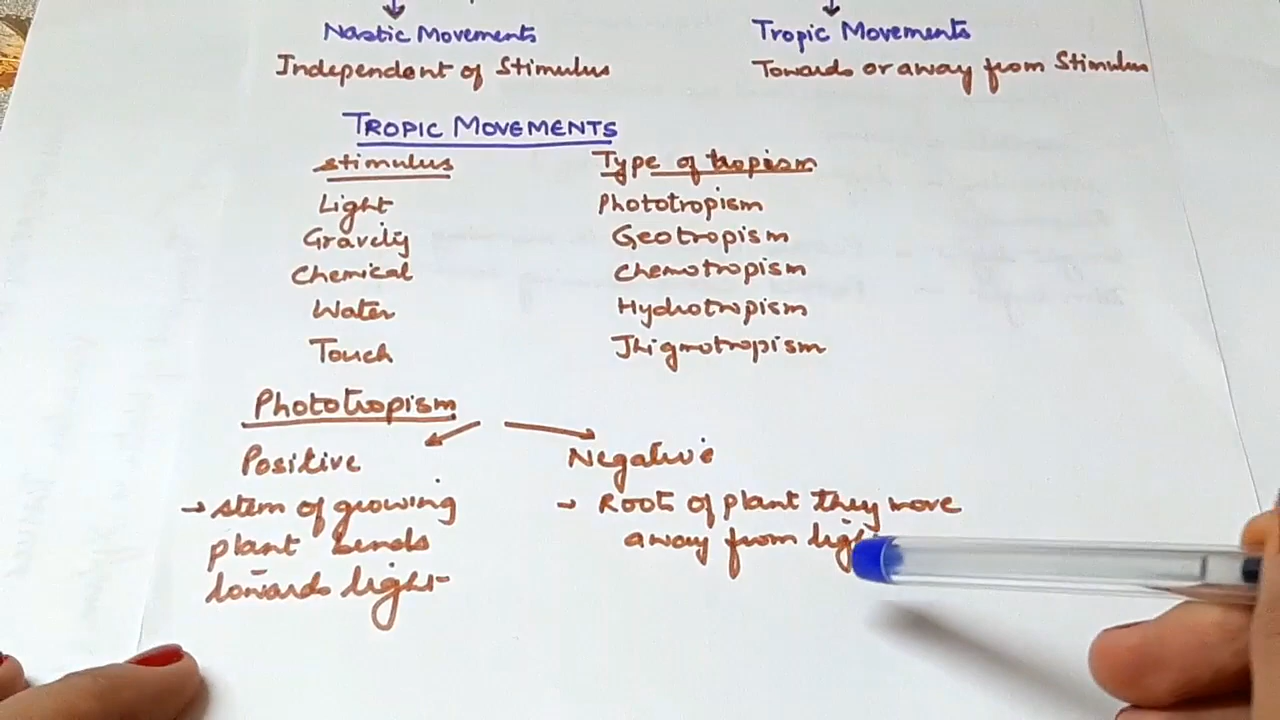 Nastic Movements Tropic Movements
Independent of Stimulus Towards or away from Stimulus
TROPIC MOVEMENTS
Stimulus Type of tropism
Light Phototropism
Gravity Geotropism
Chemical Chemotropism
Water Hydrotropism
Touch Thigmotropism
Phototropism
Positive Negative
→ Stem of growing → Roots of plant they move
plant bends away from light
towards light